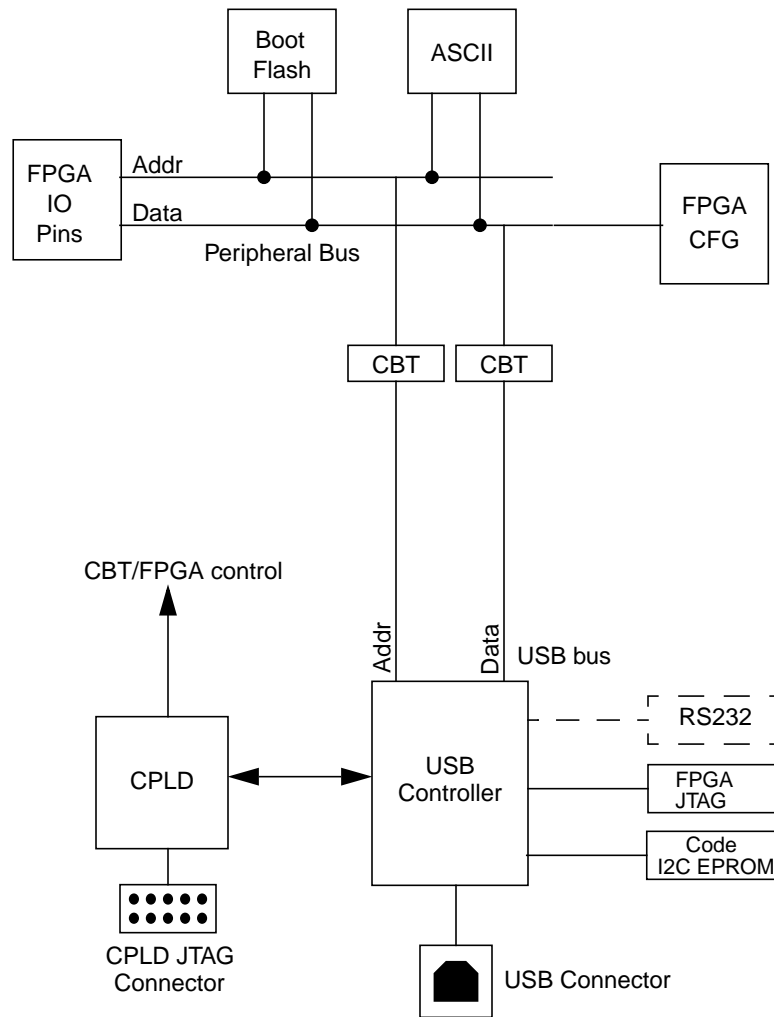 Boot
Flash
ASCII
FPGA
IO
Pins
Addr
Data
Peripheral Bus
FPGA
CFG
CBT
CBT
CBT/FPGA control
Addr
Data
USB bus
CPLD
USB
Controller
RS232
FPGA
JTAG
Code
I2C EPROM
CPLD JTAG
Connector
USB Connector